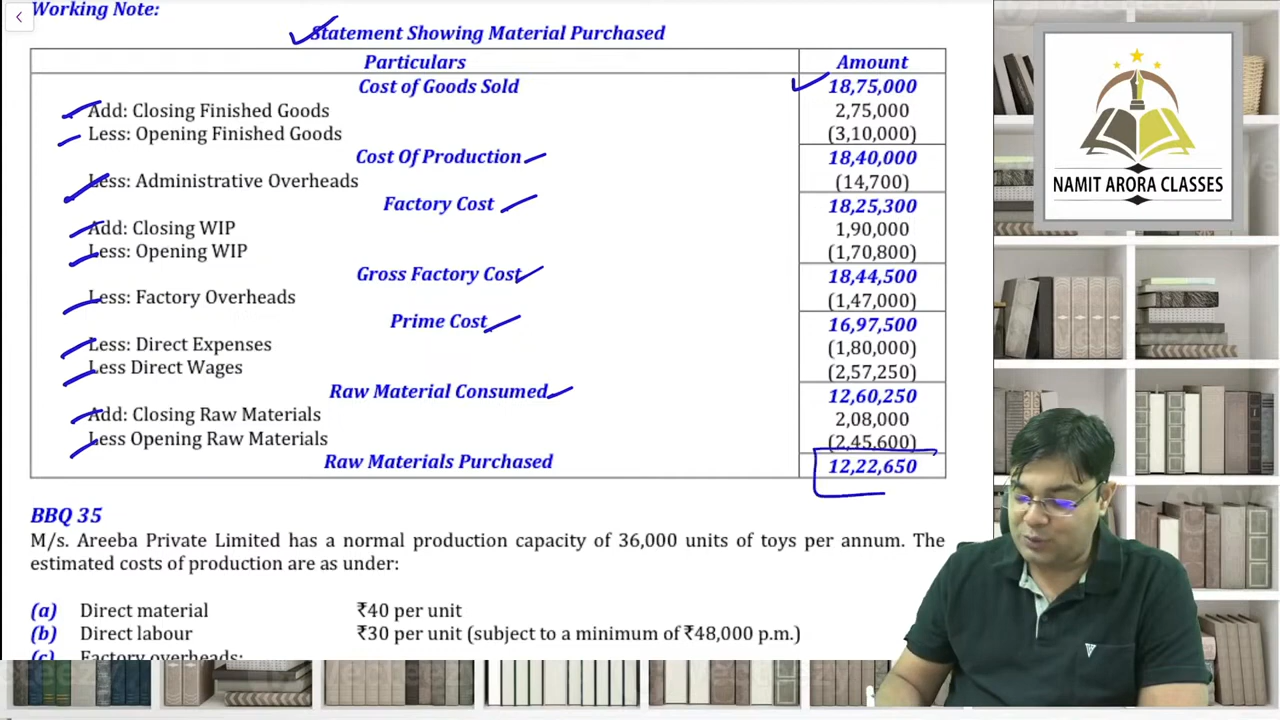 Working Note:
Statement Showing Material Purchased
Particulars Amount
Cost of Goods Sold 18,75,000
Add: Closing Finished Goods 2,75,000
Less: Opening Finished Goods (3,10,000)
Cost Of Production 18,40,000
Less: Administrative Overheads (14,700)
Factory Cost 18,25,300
Add: Closing WIP 1,90,000
Less: Opening WIP (1,70,800)
Gross Factory Cost 18,44,500
Less: Factory Overheads (1,47,000)
Prime Cost 16,97,500
Less: Direct Expenses (1,80,000)
Less Direct Wages (2,57,250)
Raw Material Consumed 12,60,250
Add: Closing Raw Materials 2,08,000
Less Opening Raw Materials (2,45,600)
Raw Materials Purchased 12,22,650
BBQ 35
M/s. Areeba Private Limited has a normal production capacity of 36,000 units of toys per annum. The
estimated costs of production are as under:
(a) Direct material ₹40 per unit
(b) Direct labour ₹30 per unit (subject to a minimum of ₹48,000 p.m.)
(c) Factory overheads:
NAMIT ARORA CLASSES